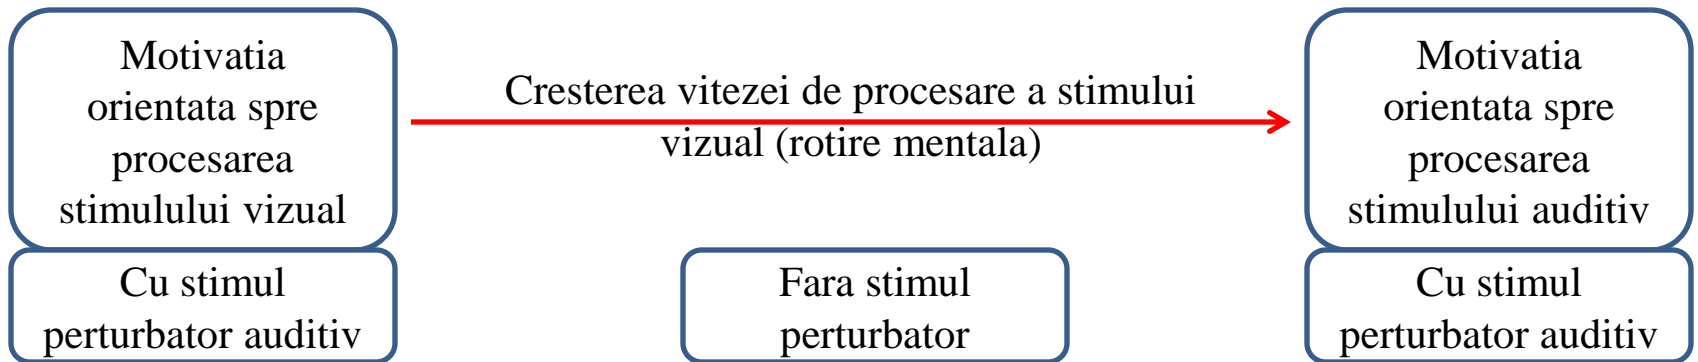 Motivatia
orientata spre
procesarea
stimulului vizual
Cresterea vitezei de procesare a stimului
vizual (rotire mentala)
Motivatia
orientata spre
procesarea
stimulului auditiv
Cu stimul
perturbator auditiv
Fara stimul
perturbator
Cu stimul
perturbator auditiv